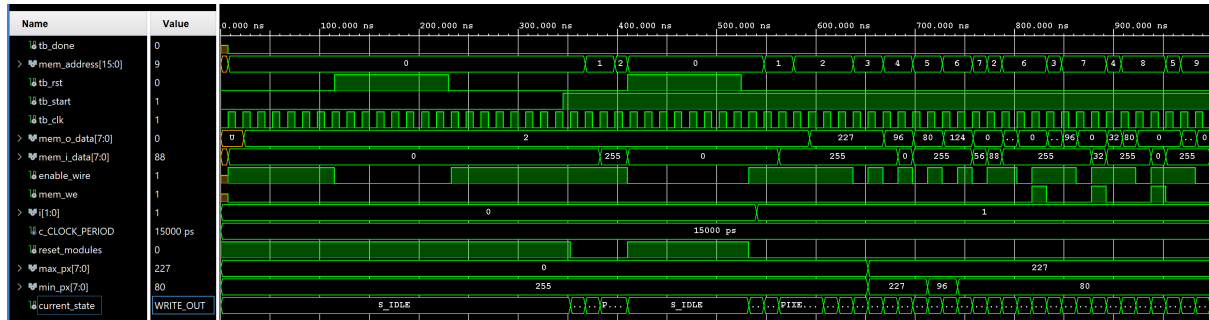 Name Value 0.000 ns 100.000 ns 200.000 ns 300.000 ns 400.000 ns 500.000 ns 600.000 ns 700.000 ns 800.000 ns 900.000 ns
tb_done 0
mem_address[15:0] 9 0 1 2 0 1 2 3 4 5 6 7 2 6 3 7 4 8 5 9
tb_rst 0
tb_start 1
tb_clk 1
mem_o_data[7:0] 0 U 2 227 96 80 124 0 .. 0 .. 96 0 32 80 0 .. 0
mem_i_data[7:0] 88 0 255 0 255 0 255 56 88 255 32 255 0 255
enable_wire 1
mem_we 1
i[1:0] 1 0 1
c_CLOCK_PERIOD 15000 ps 15000 ps
reset_modules 0
max_px[7:0] 227 0 227
min_px[7:0] 80 255 227 96 80
current_state WRITE_OUT S_IDLE .. .. P... S_IDLE .. .. PIXE... .. .. .. .. .. .. .. .. .. .. .. .. .. .. .. .. .. .. .. .. .. .. ..